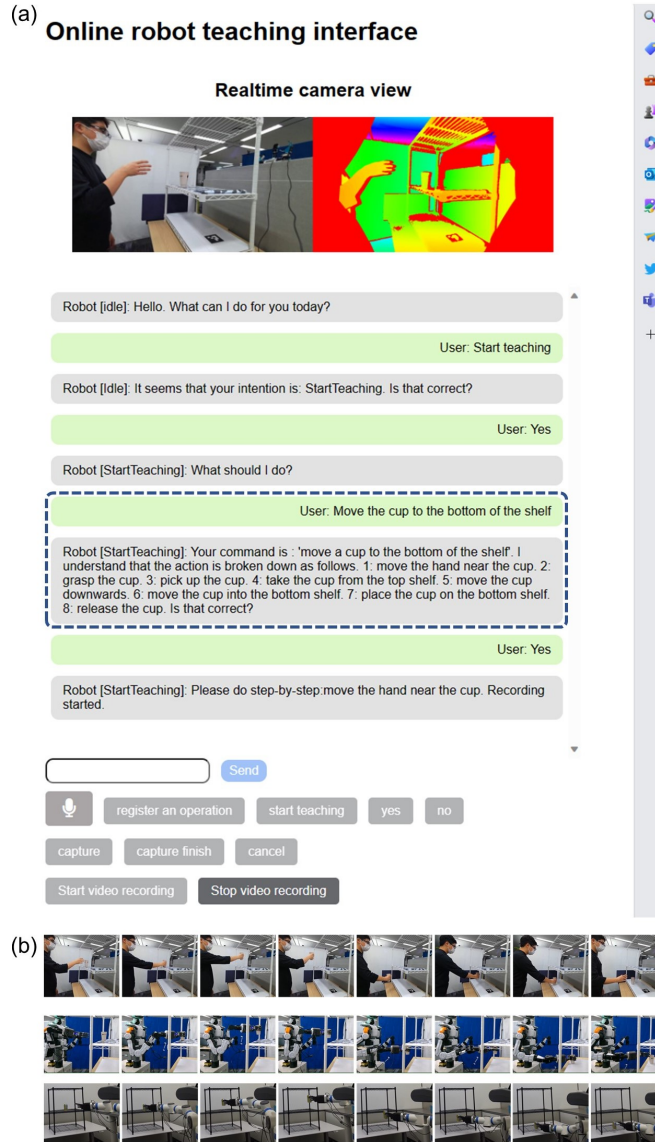 (a)
Online robot teaching interface
Realtime camera view
Robot [idle]: Hello. What can I do for you today?
User: Start teaching
Robot [Idle]: It seems that your intention is: StartTeaching. Is that correct?
User: Yes
Robot [StartTeaching]: What should I do?
User: Move the cup to the bottom of the shelf
Robot [StartTeaching]: Your command is : 'move a cup to the bottom of the shelf'. I
understand that the action is broken down as follows. 1: move the hand near the cup. 2:
grasp the cup. 3: pick up the cup. 4: take the cup from the top shelf. 5: move the cup
downwards. 6: move the cup into the bottom shelf. 7: place the cup on the bottom shelf.
8: release the cup. Is that correct?
User: Yes
Robot [StartTeaching]: Please do step-by-step:move the hand near the cup. Recording
started.
Send
register an operation
start teaching
yes
no
capture
capture finish
cancel
Start video recording
Stop video recording
(b)